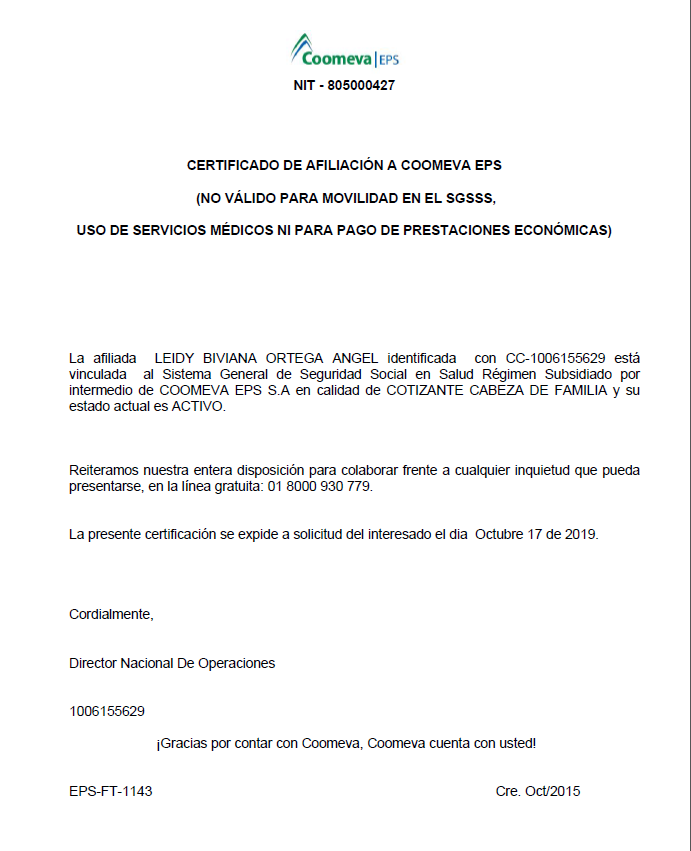 Coomeva|EPS
NIT - 805000427
CERTIFICADO DE AFILIACIÓN A COOMEVA EPS
(NO VÁLIDO PARA MOVILIDAD EN EL SGSSS,
USO DE SERVICIOS MÉDICOS NI PARA PAGO DE PRESTACIONES ECONÓMICAS)
La afiliada LEIDY BIVIANA ORTEGA ANGEL identificada con CC-1006155629 está
vinculada al Sistema General de Seguridad Social en Salud Régimen Subsidiado por
intermedio de COOMEVA EPS S.A en calidad de COTIZANTE CABEZA DE FAMILIA y su
estado actual es ACTIVO.
Reiteramos nuestra entera disposición para colaborar frente a cualquier inquietud que pueda
presentarse, en la línea gratuita: 01 8000 930 779.
La presente certificación se expide a solicitud del interesado el dia Octubre 17 de 2019.
Cordialmente,
Director Nacional De Operaciones
1006155629
¡Gracias por contar con Coomeva, Coomeva cuenta con usted!
EPS-FT-1143 Cre. Oct/2015